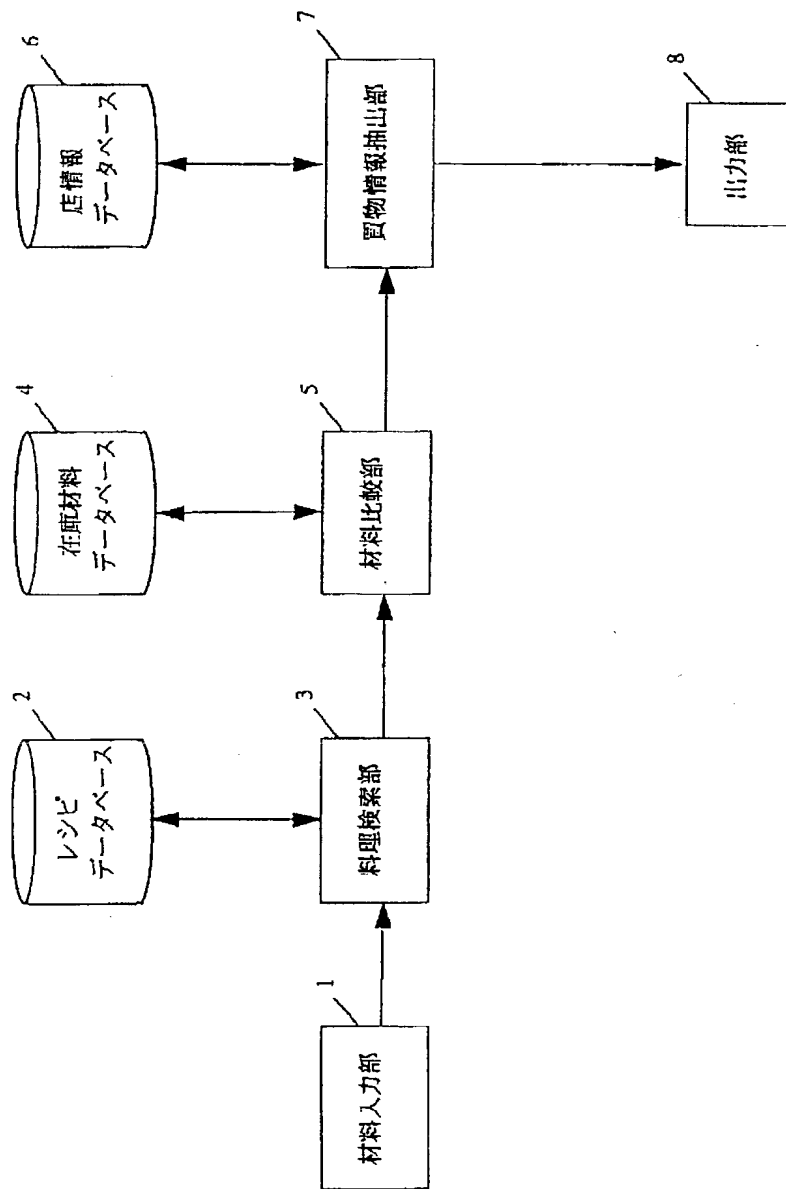 材料入力部
1
レシピ
データベース
2
料理検索部
3
在庫材料
データベース
4
材料比較部
5
店情報
データベース
6
買物情報抽出部
7
出力部
8